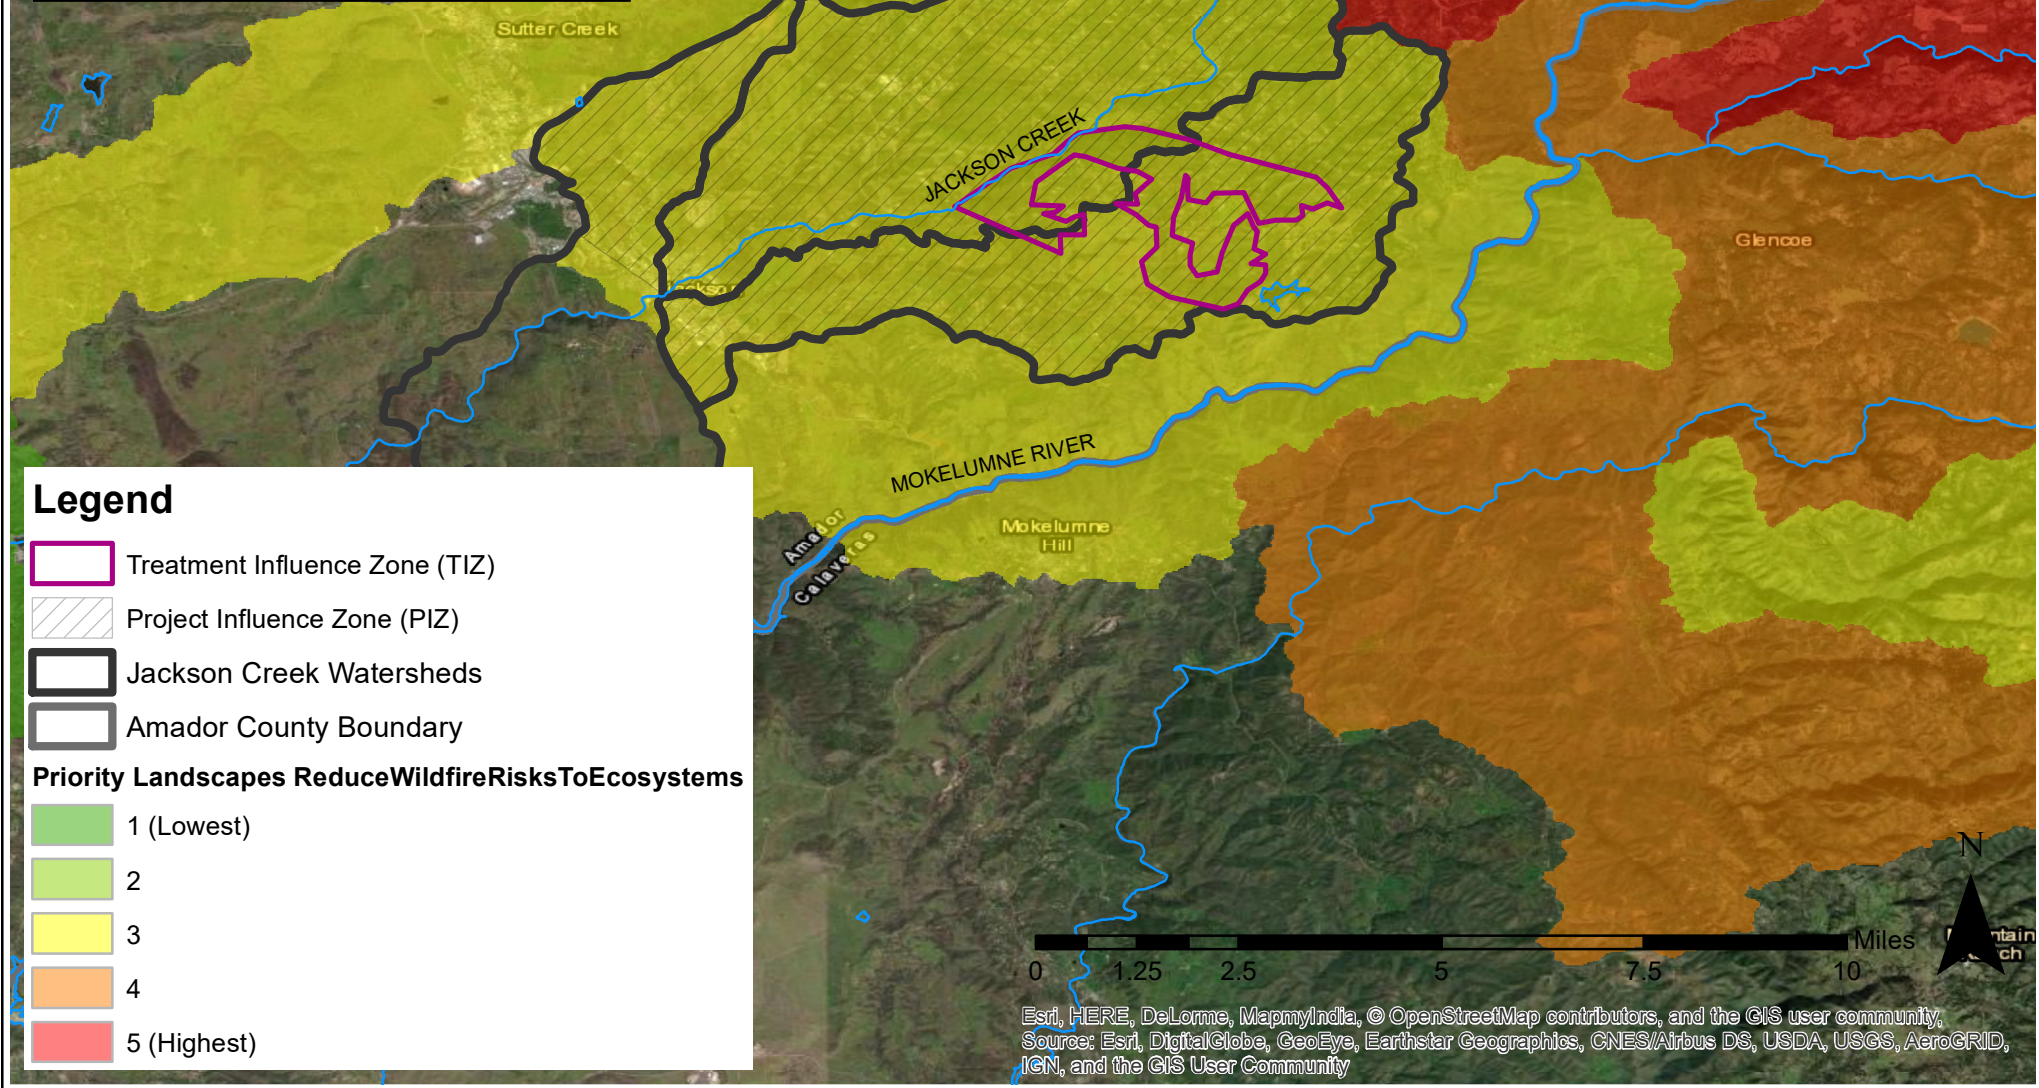 Sutter Creek
JACKSON CREEK
Jackson
Glencoe
MOKELUMNE RIVER
Mokelumne
Hill
Amador
Calaveras
Legend
Treatment Influence Zone (TIZ)
Project Influence Zone (PIZ)
Jackson Creek Watersheds
Amador County Boundary
Priority Landscapes ReduceWildfireRisksToEcosystems
1 (Lowest)
2
3
4
5 (Highest)
N
Miles
0 1.25 2.5 5 7.5 10
Esri, HERE, DeLorme, MapmyIndia, © OpenStreetMap contributors, and the GIS user community,
Source: Esri, DigitalGlobe, GeoEye, Earthstar Geographics, CNES/Airbus DS, USDA, USGS, AeroGRID,
IGN, and the GIS User Community